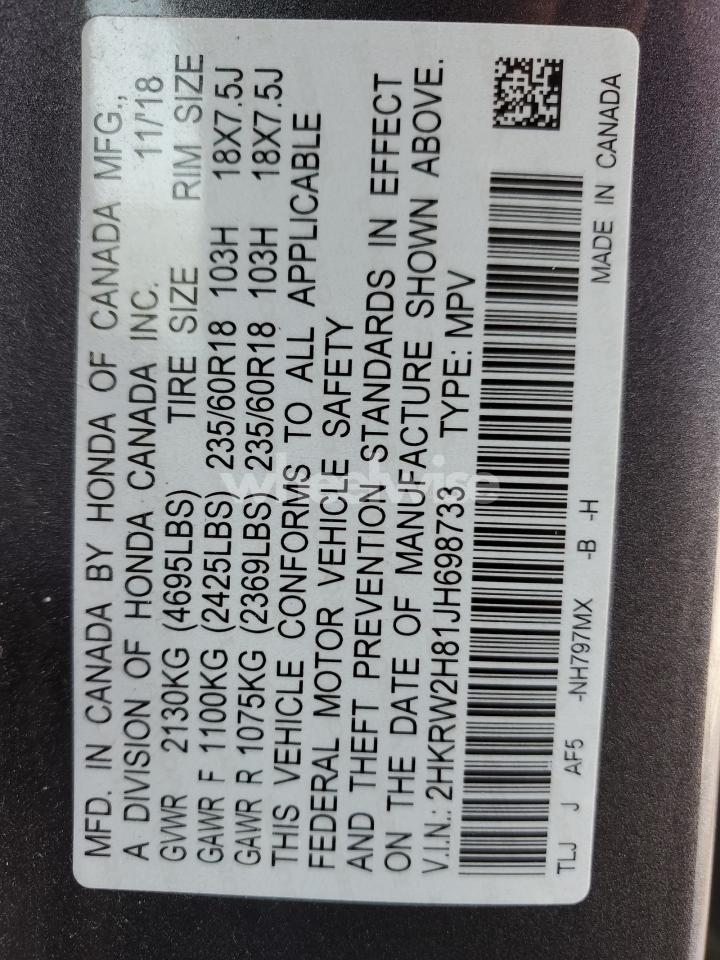 MFD. IN CANADA BY HONDA OF CANADA MFG.,
A DIVISION OF HONDA CANADA INC. 11/'18
GVWR 2130KG (4695LBS) TIRE SIZE RIM SIZE
GAWR F 1100KG (2425LBS) 235/60R18 103H 18X7.5J
GAWR R 1075KG (2369LBS) 235/60R18 103H 18X7.5J
THIS VEHICLE CONFORMS TO ALL APPLICABLE
FEDERAL MOTOR VEHICLE SAFETY
AND THEFT PREVENTION STANDARDS IN EFFECT
ON THE DATE OF MANUFACTURE SHOWN ABOVE.
V.I.N.: 2HKRW2H81JH698733 TYPE: MPV
TLJ J AF5 -NH797MX -B -H MADE IN CANADA
wheelwise